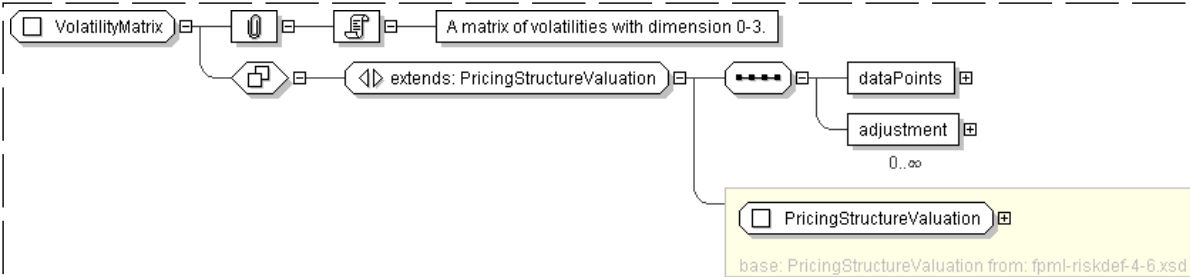 VolatilityMatrix
A matrix of volatilities with dimension 0-3.
extends: PricingStructureValuation
dataPoints
adjustment
0..∞
PricingStructureValuation
base: PricingStructureValuation from: fpml-riskdef-4-6.xsd